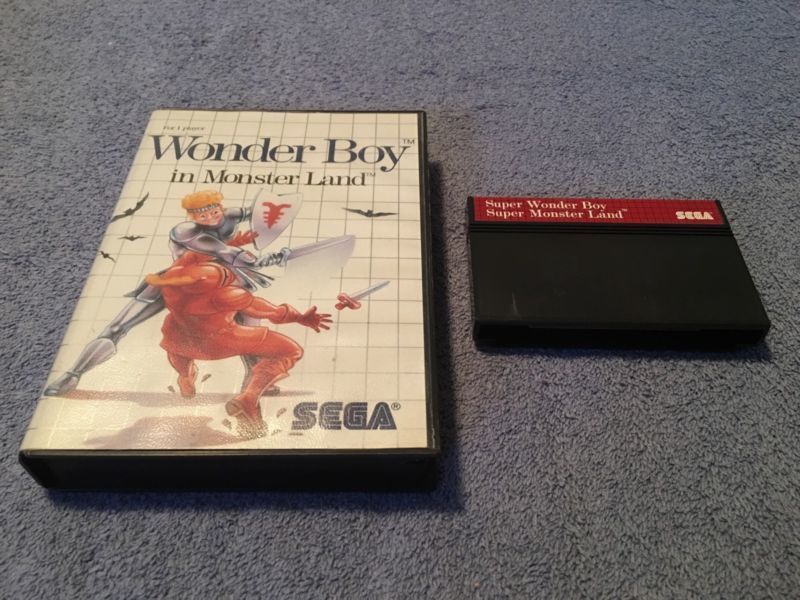 For 1 player
Wonder Boy™
in Monster Land™
SEGA®
Super Wonder Boy
Super Monster Land™
SEGA